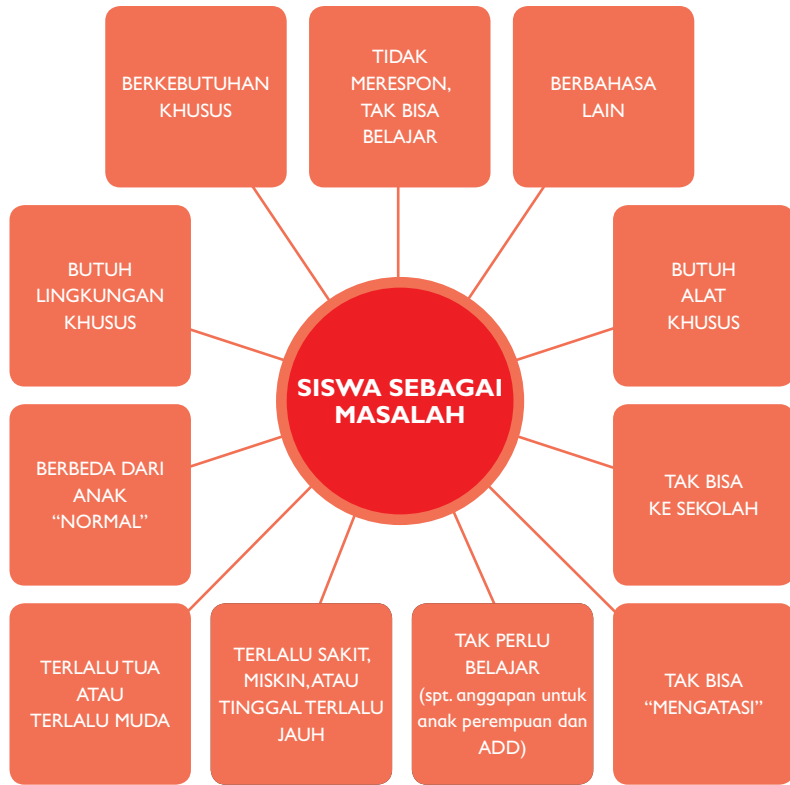 BERKEBUTUHAN
KHUSUS
TIDAK
MERESPON,
TAK BISA
BELAJAR
BERBAHASA
LAIN
BUTUH
LINGKUNGAN
KHUSUS
BUTUH
ALAT
KHUSUS
SISWA SEBAGAI
MASALAH
BERBEDA DARI
ANAK
“NORMAL”
TAK BISA
KE SEKOLAH
TERLALU TUA
ATAU
TERLALU MUDA
TERLALU SAKIT,
MISKIN, ATAU
TINGGAL TERLALU
JAUH
TAK PERLU
BELAJAR
(spt. anggapan untuk
anak perempuan dan
ADD)
TAK BISA
“MENGATASI”